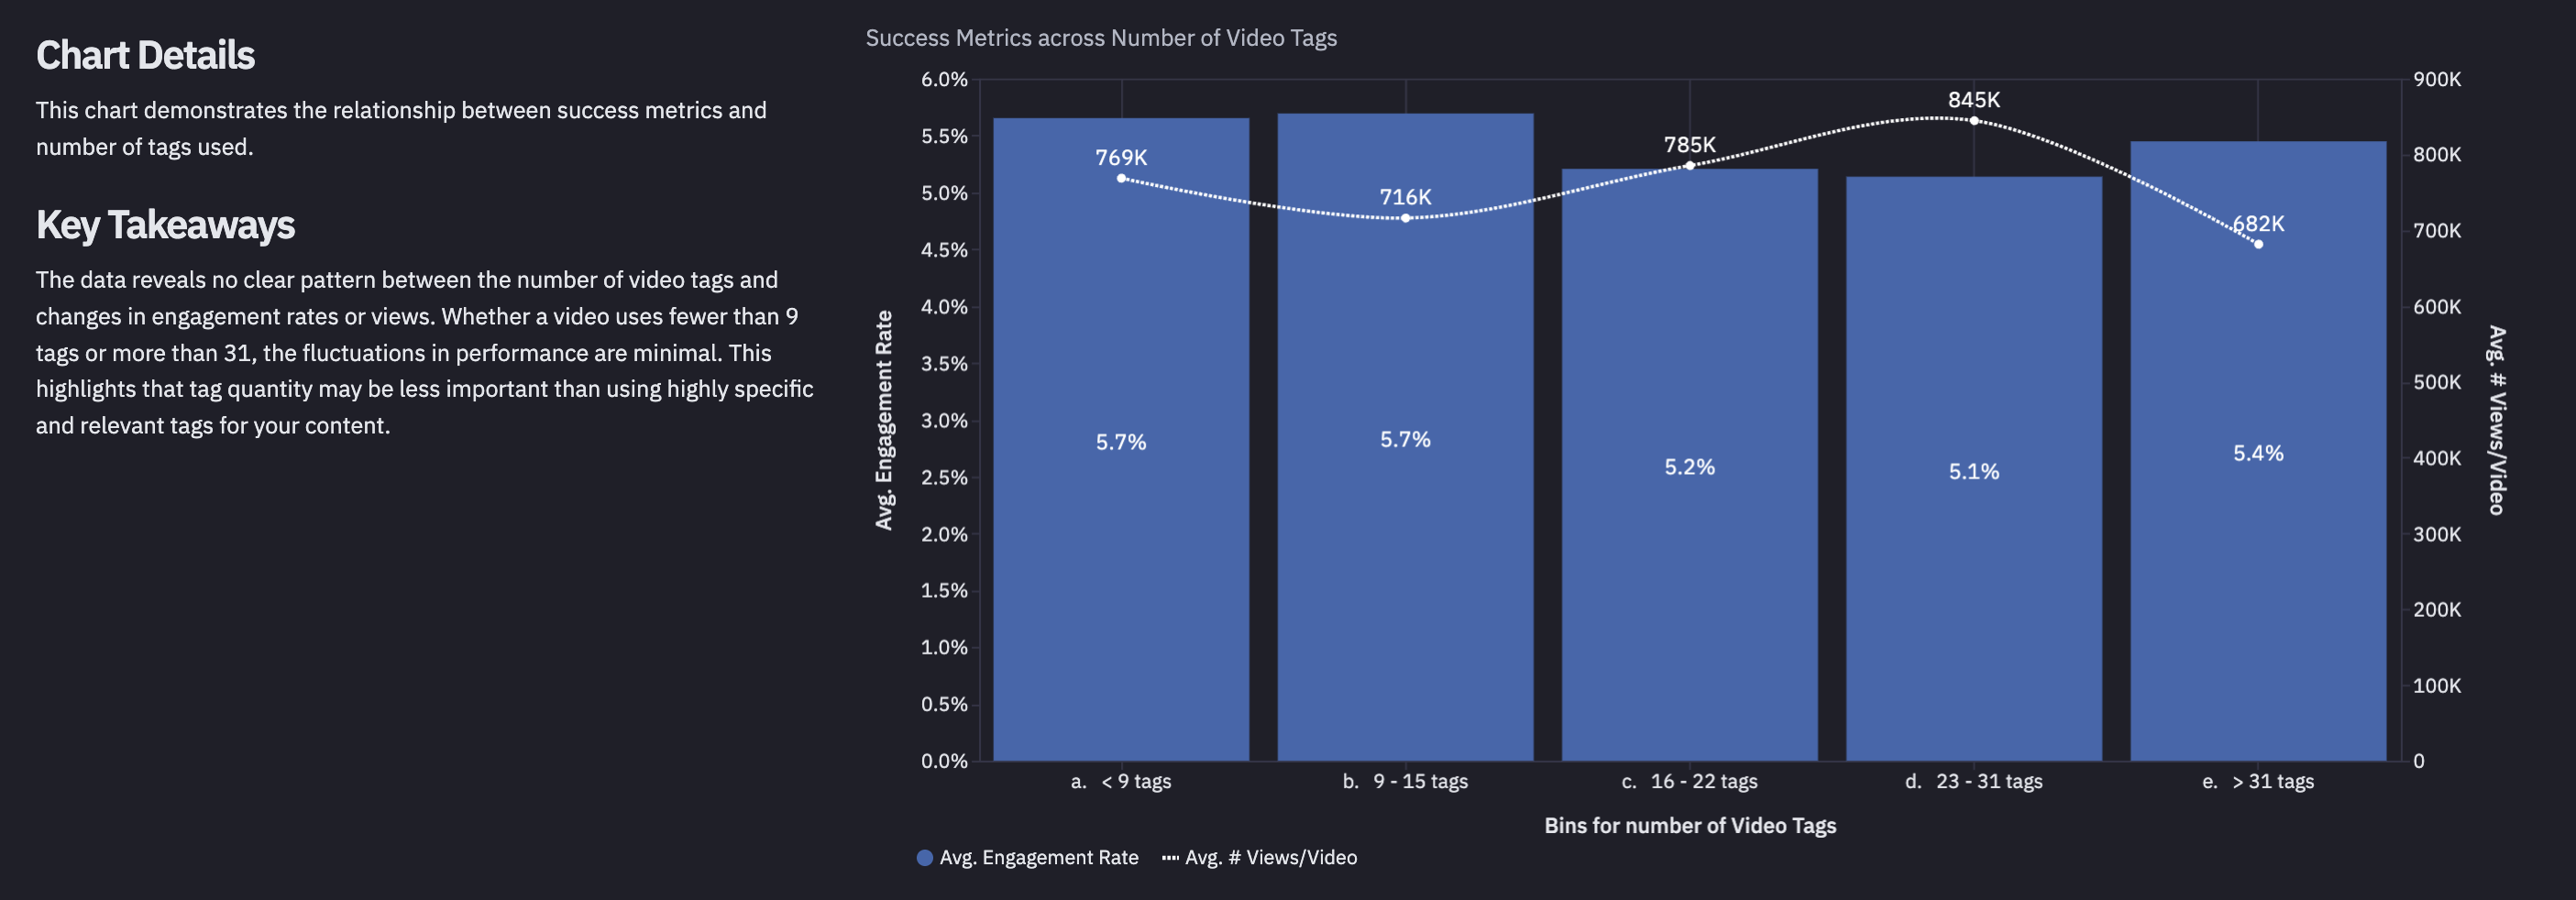 Chart Details
This chart demonstrates the relationship between success metrics and
number of tags used.
Key Takeaways
The data reveals no clear pattern between the number of video tags and
changes in engagement rates or views. Whether a video uses fewer than 9
tags or more than 31, the fluctuations in performance are minimal. This
highlights that tag quantity may be less important than using highly specific
and relevant tags for your content.
Success Metrics across Number of Video Tags
Avg. Engagement Rate
6.0%
5.5%
5.0%
4.5%
4.0%
3.5%
3.0%
2.5%
2.0%
1.5%
1.0%
0.5%
0.0%
769K
716K
785K
845K
682K
5.7%
5.7%
5.2%
5.1%
5.4%
900K
800K
700K
600K
500K
400K
300K
200K
100K
0
Avg. # Views/Video
a. < 9 tags
b. 9 - 15 tags
c. 16 - 22 tags
d. 23 - 31 tags
e. > 31 tags
Bins for number of Video Tags
Avg. Engagement Rate
Avg. # Views/Video